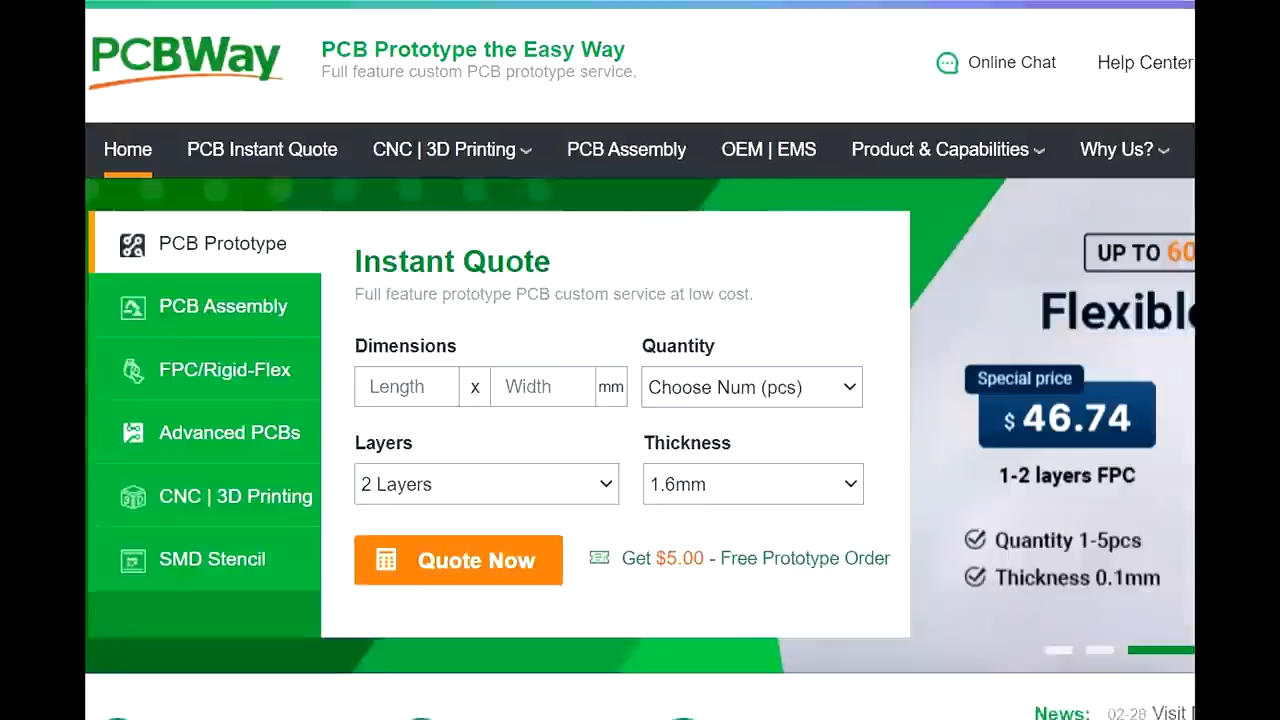 PCBWay
PCB Prototype the Easy Way
Full feature custom PCB prototype service.
Online Chat
Help Center
Home
PCB Instant Quote
CNC | 3D Printing
PCB Assembly
OEM | EMS
Product & Capabilities
Why Us?
PCB Prototype
PCB Assembly
FPC/Rigid-Flex
Advanced PCBs
CNC | 3D Printing
SMD Stencil
Instant Quote
Full feature prototype PCB custom service at low cost.
Dimensions
Quantity
Length x Width mm
Choose Num (pcs)
Layers
Thickness
2 Layers
1.6mm
Quote Now
Get $5.00 - Free Prototype Order
UP TO 60
Flexibl
Special price
$ 46.74
1-2 layers FPC
Quantity 1-5pcs
Thickness 0.1mm
News: 02-28 Visit